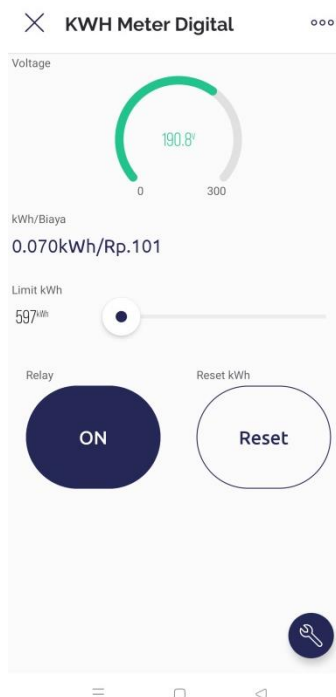 KWH Meter Digital
Voltage
190.8V
0 300
kWh/Biaya
0.070kWh/Rp.101
Limit kWh
597kWh
Relay Reset kWh
ON Reset